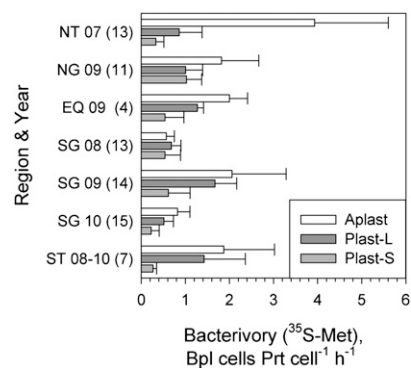 Region & Year
NT 07 (13)
NG 09 (11)
EQ 09 (4)
SG 08 (13)
SG 09 (14)
SG 10 (15)
ST 08-10 (7)
Aplast
Plast-L
Plast-S
0 1 2 3 4 5 6
Bacterivory (³⁵S-Met),
Bpl cells Prt cell⁻¹ h⁻¹